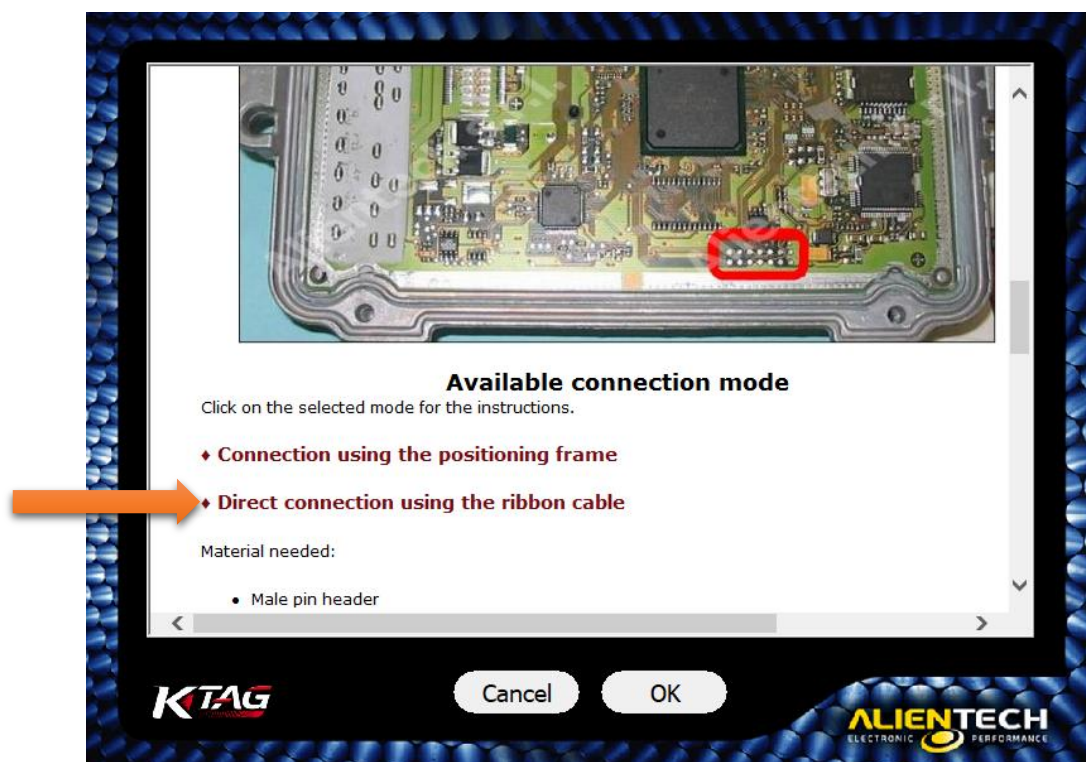 Available connection mode
Click on the selected mode for the instructions.
♦ Connection using the positioning frame
♦ Direct connection using the ribbon cable
Material needed:
• Male pin header
KTAG
Cancel
OK
ALIENTECH
ELECTRONIC PERFORMANCE